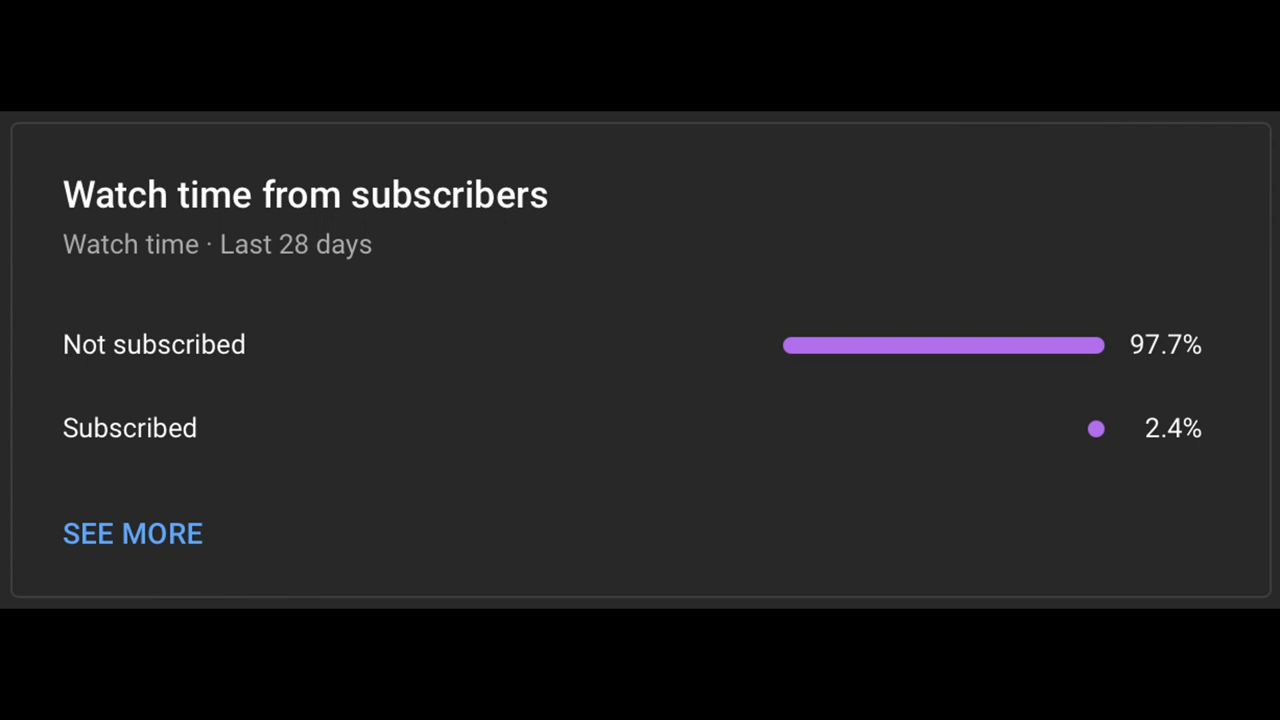 Watch time from subscribers
Watch time · Last 28 days
Not subscribed 97.7%
Subscribed 2.4%
SEE MORE